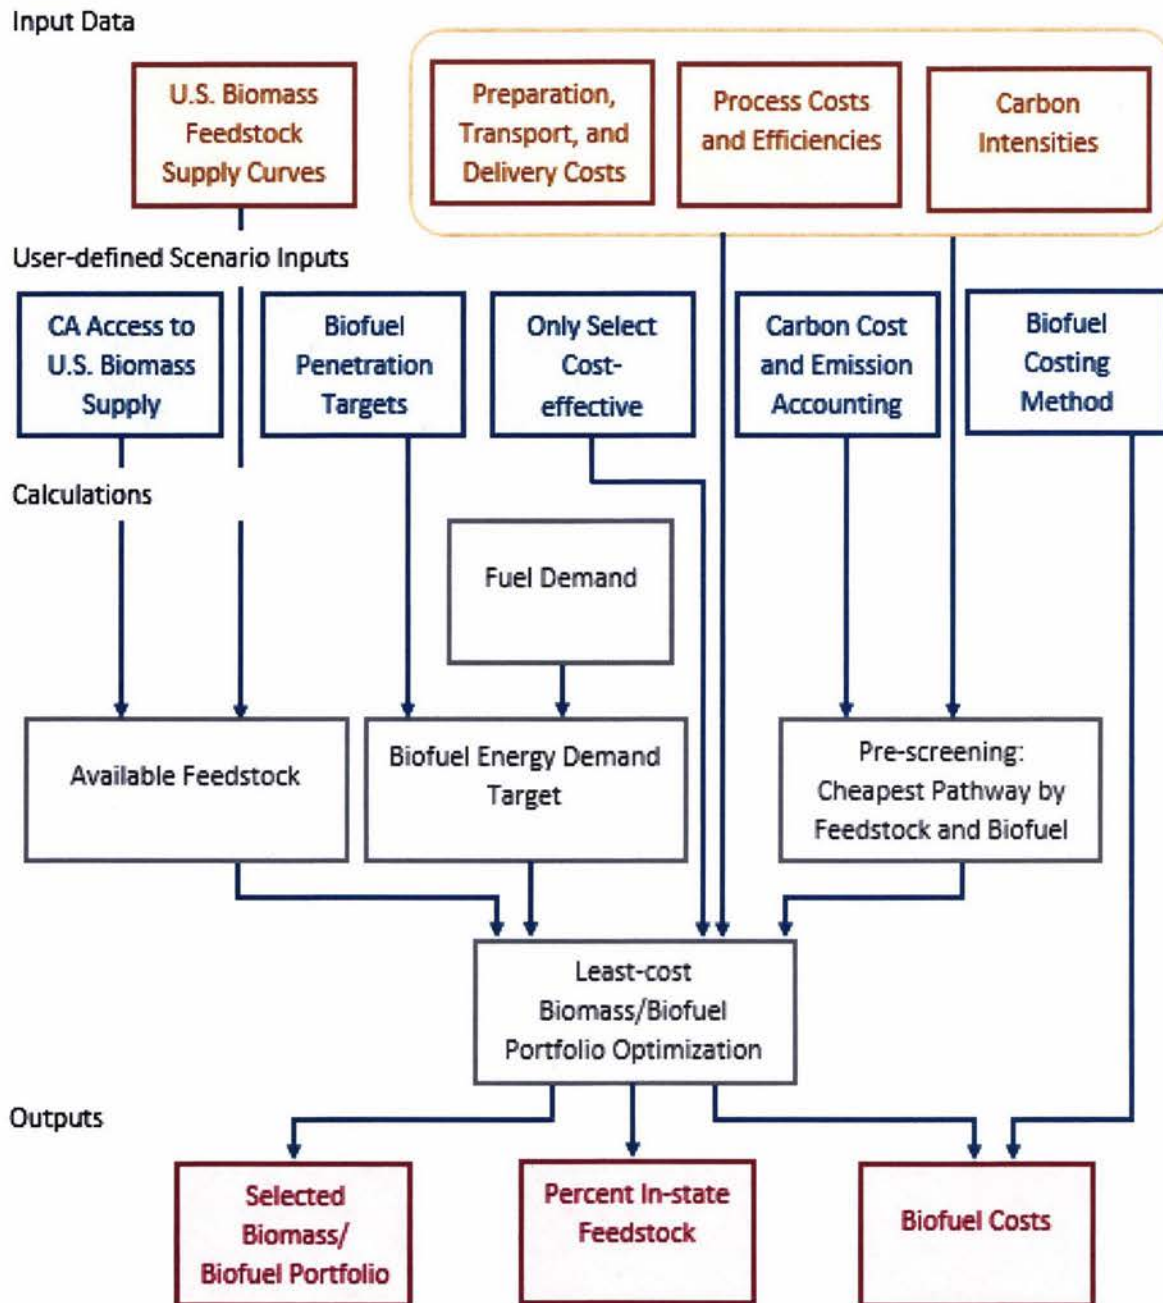 Input Data
U.S. Biomass
Feedstock
Supply Curves
Preparation,
Transport, and
Delivery Costs
Process Costs
and Efficiencies
Carbon
Intensities
User-defined Scenario Inputs
CA Access to
U.S. Biomass
Supply
Biofuel
Penetration
Targets
Only Select
Cost-
effective
Carbon Cost
and Emission
Accounting
Biofuel
Costing
Method
Calculations
Fuel Demand
Available Feedstock
Biofuel Energy Demand
Target
Pre-screening:
Cheapest Pathway by
Feedstock and Biofuel
Least-cost
Biomass/Biofuel
Portfolio Optimization
Outputs
Selected
Biomass/
Biofuel Portfolio
Percent In-state
Feedstock
Biofuel Costs